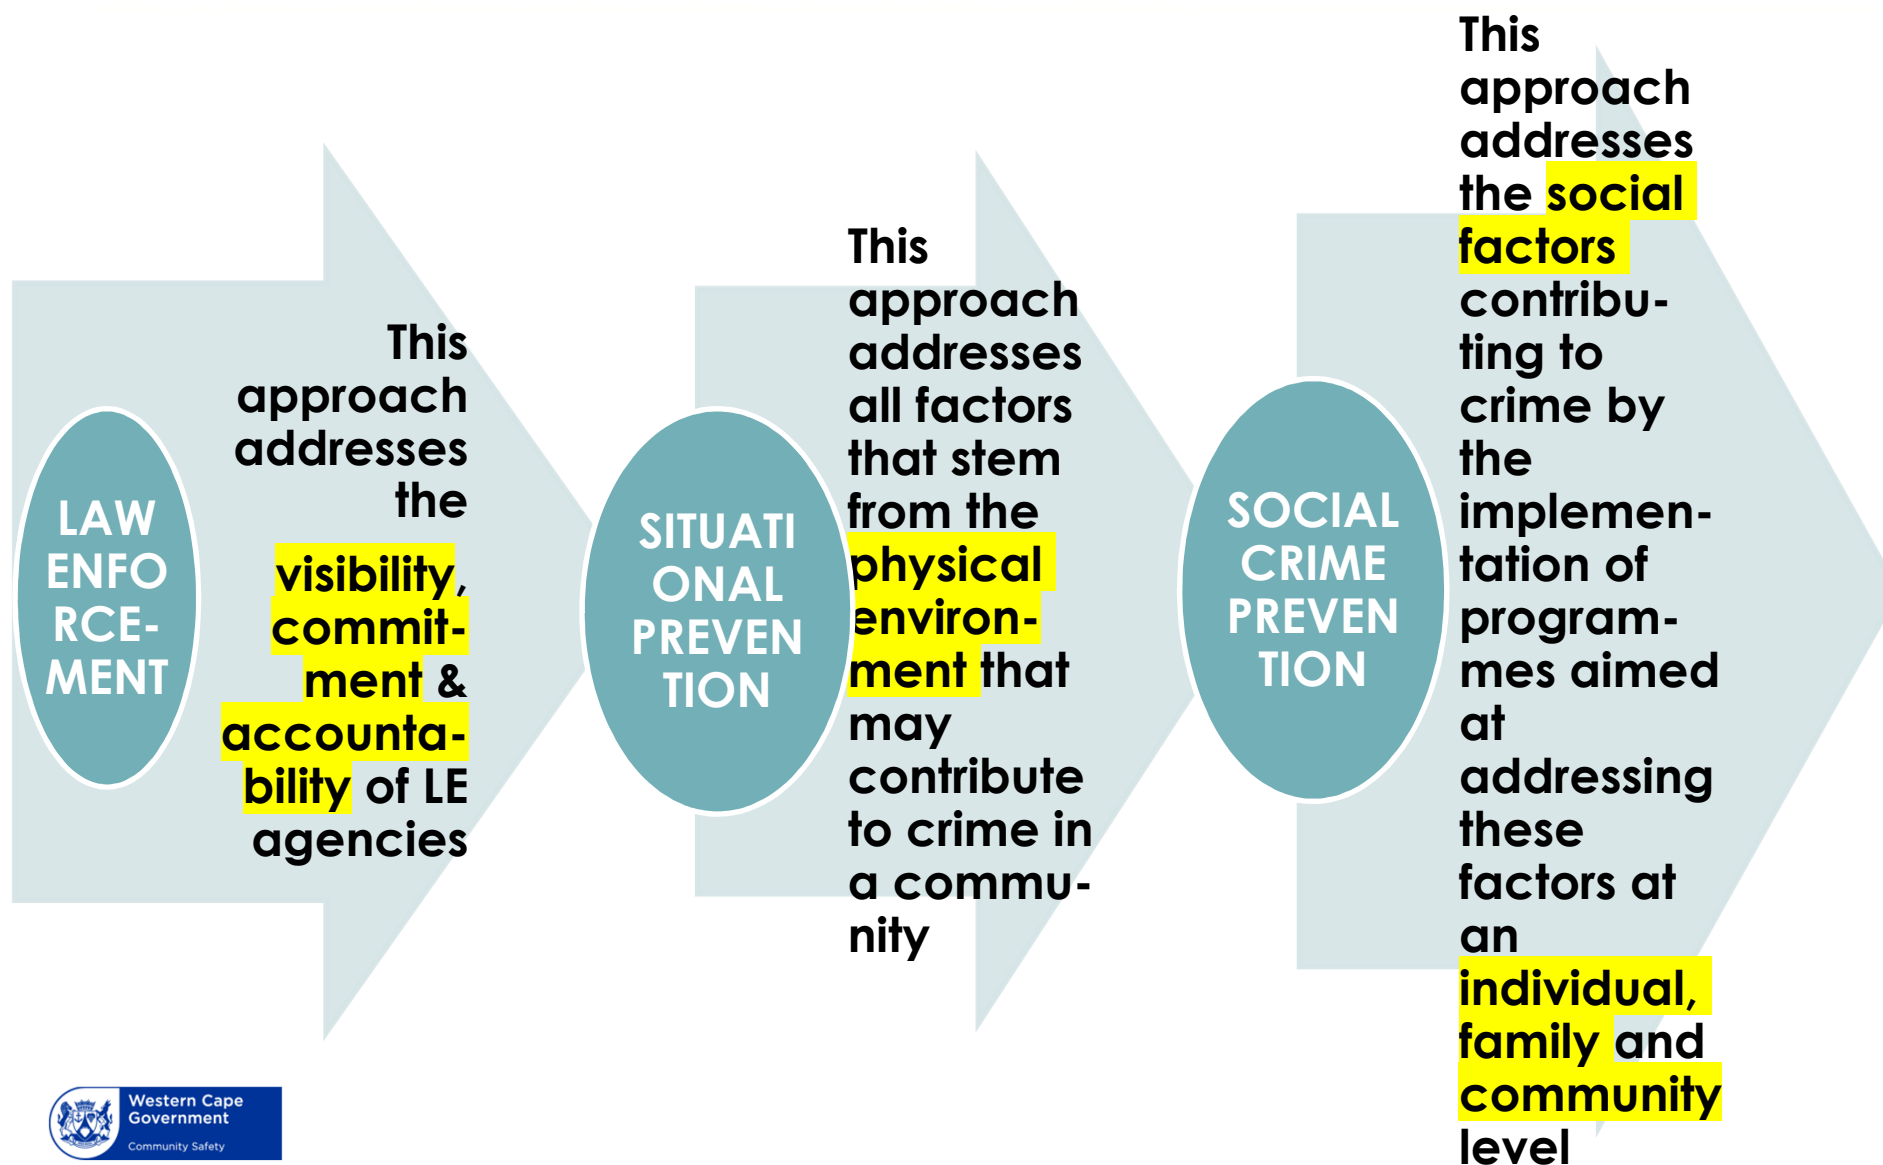 LAW
ENFO
RCE-
MENT
This
approach
addresses
the
visibility,
commit-
ment &
accounta-
bility of LE
agencies
SITUATI
ONAL
PREVEN
TION
This
approach
addresses
all factors
that stem
from the
physical
environ-
ment that
may
contribute
to crime in
a commu-
nity
SOCIAL
CRIME
PREVEN
TION
This
approach
addresses
the social
factors
contribu-
ting to
crime by
the
implemen-
tation of
program-
mes aimed
at
addressing
these
factors at
an
individual,
family and
community
level
Western Cape
Government
Community Safety